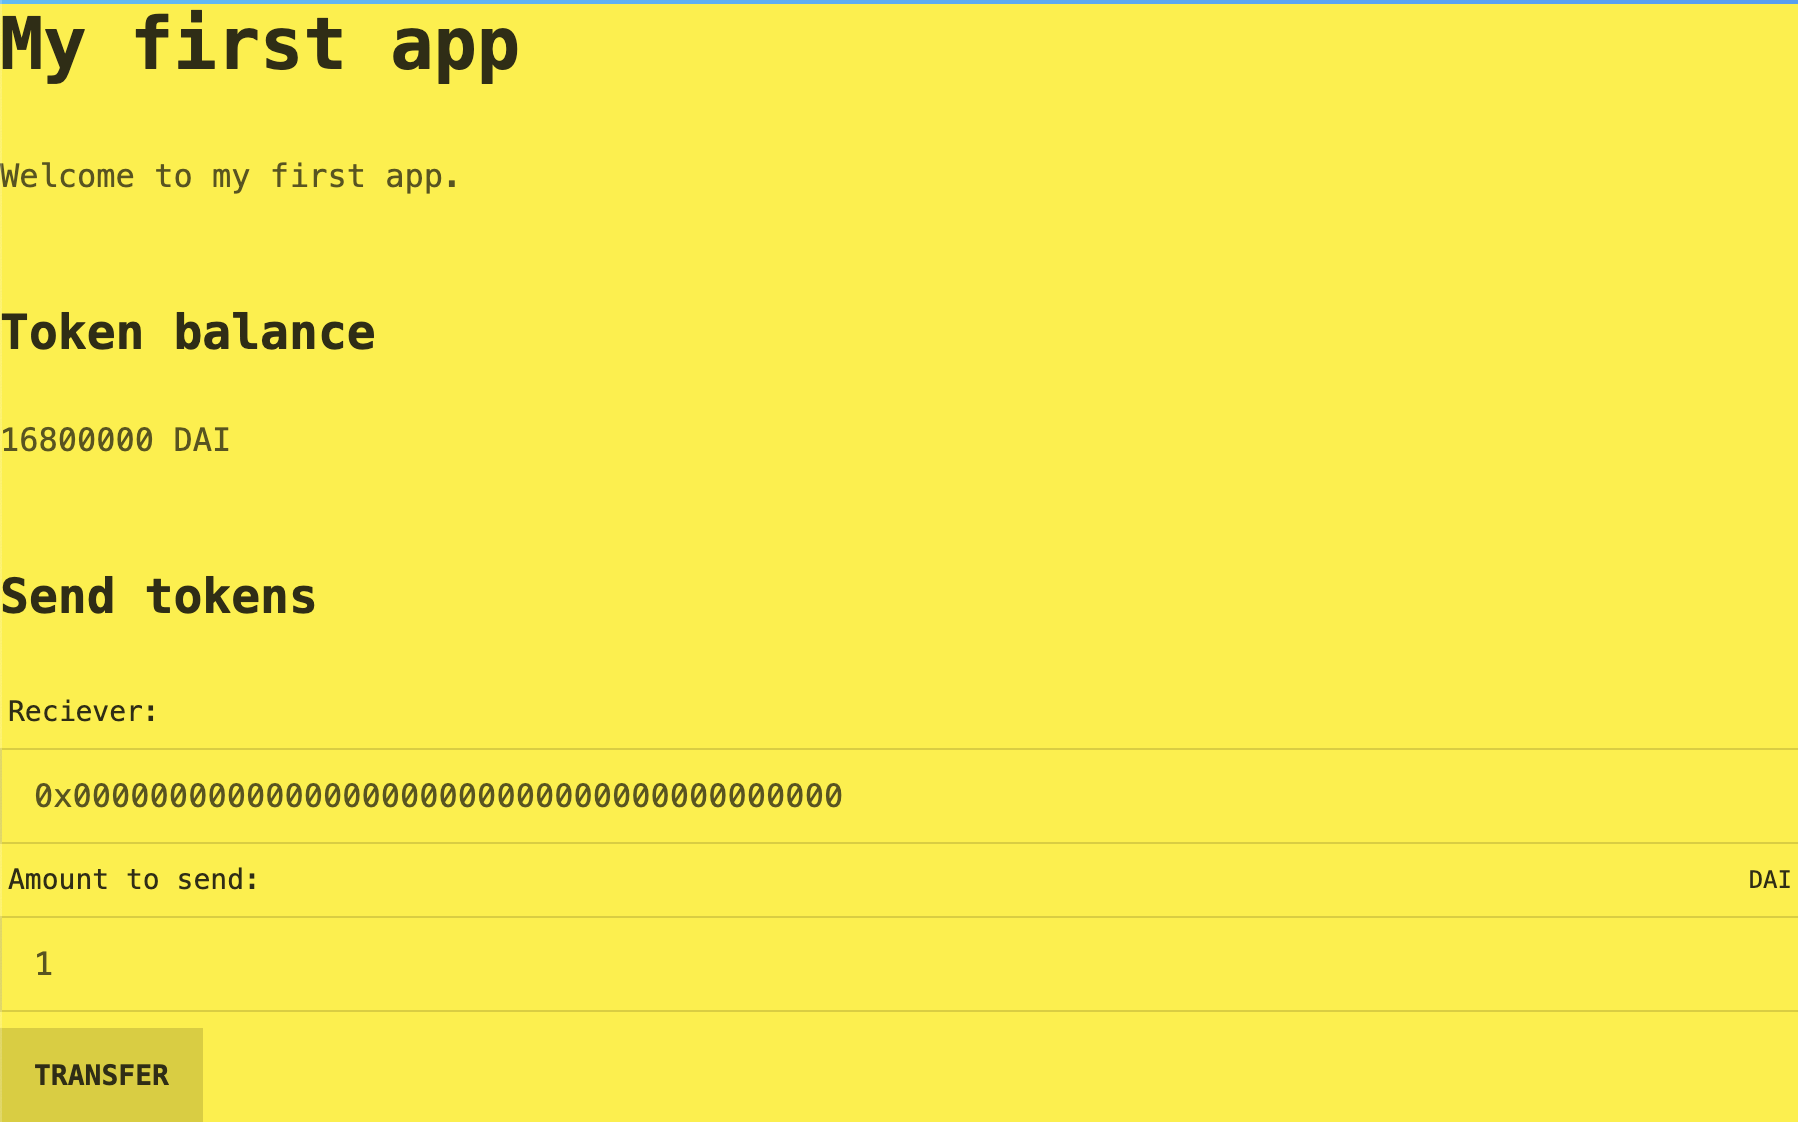 My first app
Welcome to my first app.
Token balance
16800000 DAI
Send tokens
Reciever:
0x0000000000000000000000000000000000000000
Amount to send:
DAI
1
TRANSFER